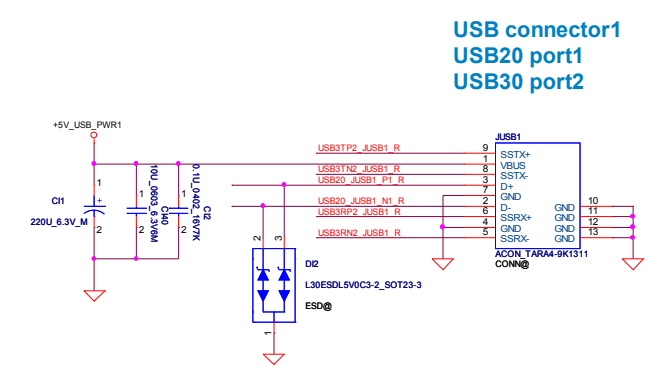 USB connector1
USB20 port1
USB30 port2
+5V_USB_PWR1
JUSB1
USB3TP2_JUSB1_R 9 SSTX+
1 VBUS
USB3TN2_JUSB1_R 8 SSTX-
USB20_JUSB1_P1_R 3 D+
7 GND
USB20_JUSB1_N1_R 2 D- GND 10
USB3RP2_JUSB1_R 6 SSRX+ GND 11
4 GND GND 12
USB3RN2_JUSB1_R 5 SSRX- GND 13
ACON_TARA4-9K1311
CONN@
CI1
220U_6.3V_M
1
+
2
1
2
CI40
10U_0603_6.3V6M
1
2
CI2
0.1U_0402_16V7K
2
3
DI2
L30ESDL5V0C3-2_SOT23-3
ESD@
1